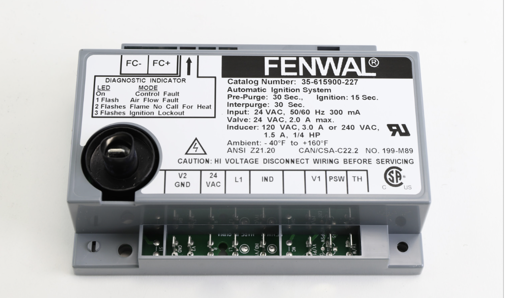 FC- FC+
FENWAL®
DIAGNOSTIC INDICATOR
LED MODE
On Control Fault
1 Flash Air Flow Fault
2 Flashes Flame No Call For Heat
3 Flashes Ignition Lockout
Catalog Number: 35-615900-227
Automatic Ignition System
Pre-Purge: 30 Sec., Ignition: 15 Sec.
Interpurge: 30 Sec.
Input: 24 VAC, 50/60 Hz 300 mA
Valve: 24 VAC, 2.0 A max.
Inducer: 120 VAC, 3.0 A or 240 VAC,
1.5 A, 1/4 HP
Ambient: -40°F to +160°F
ANSI Z21.20 CAN/CSA-C22.2 NO. 199-M89
CAUTION: HI VOLTAGE DISCONNECT WIRING BEFORE SERVICING
V2 GND 24 VAC L1 IND V1 PSW TH
C US